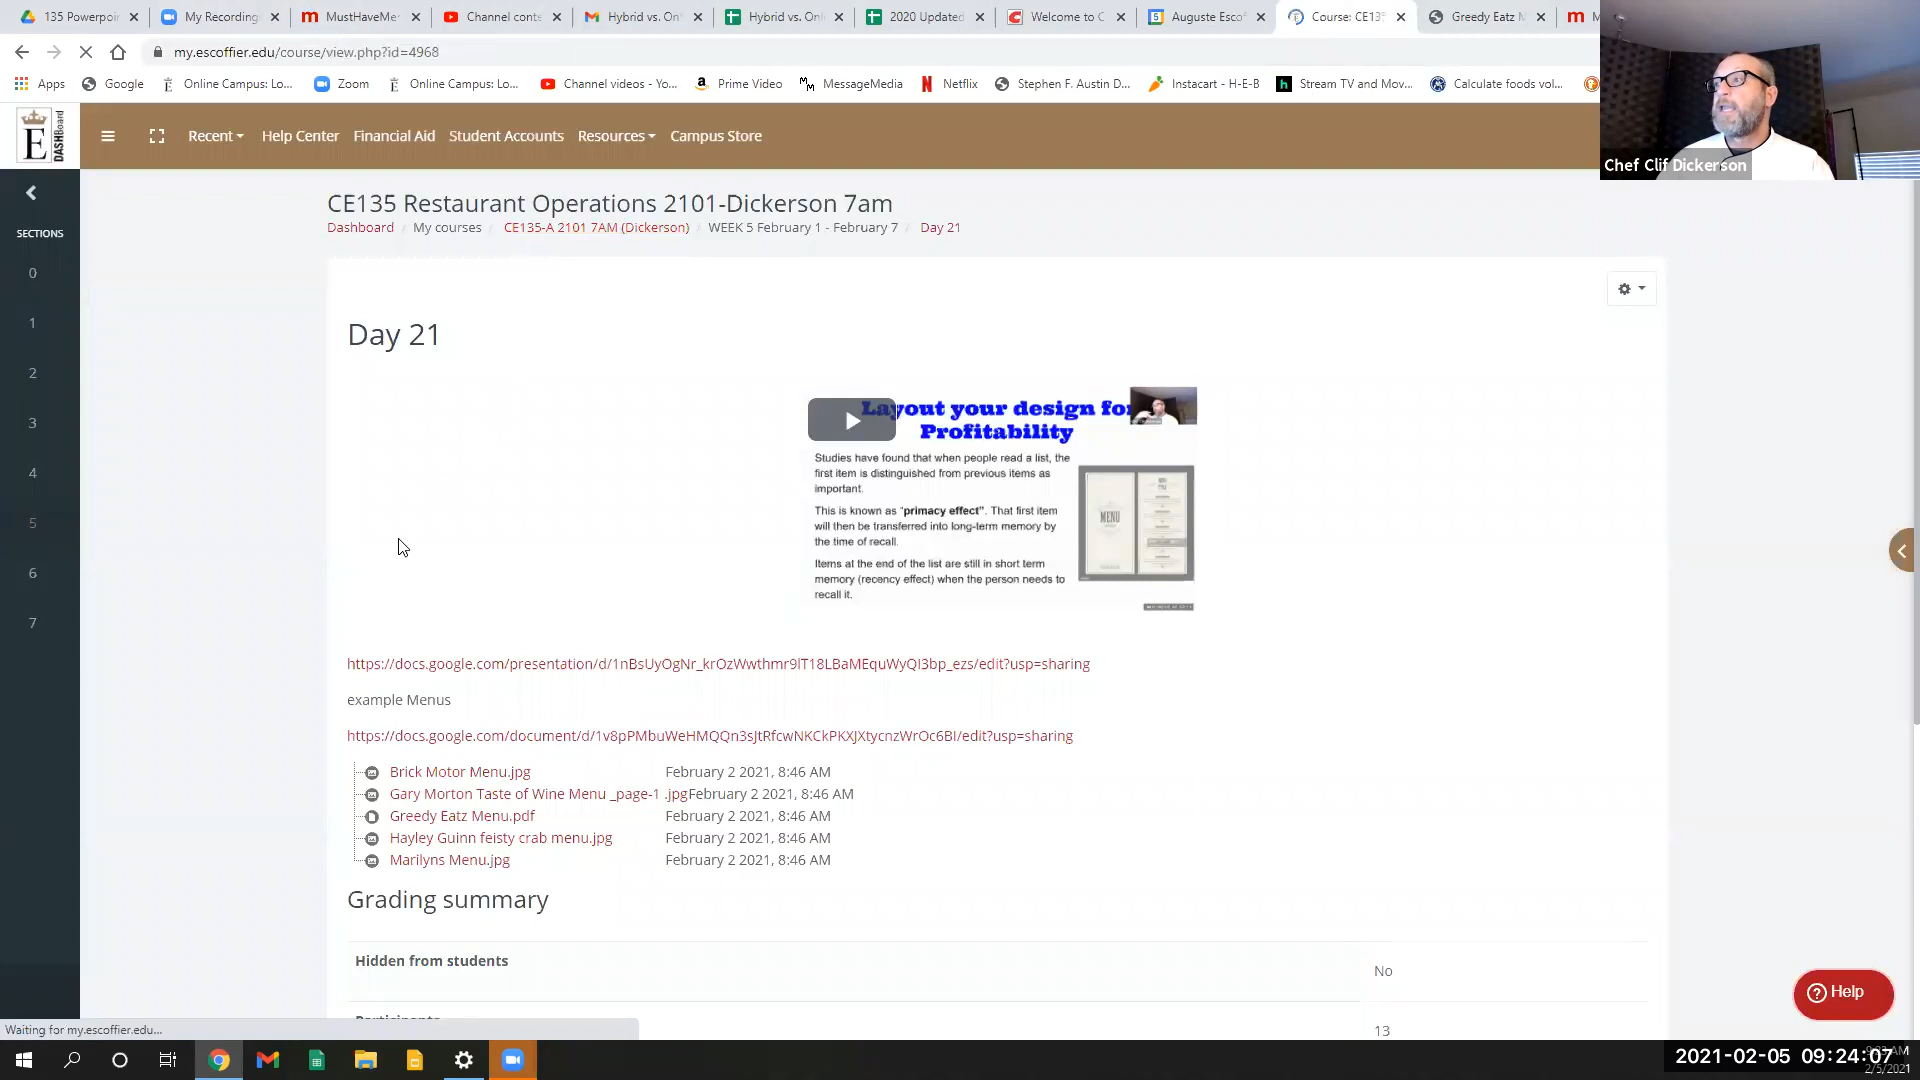 135 Powerpoi
My Recording
MustHaveMe
Channel conte
Hybrid vs. On
Hybrid vs. Onl
2020 Updated
Welcome to C
Auguste Esco
Course: CE13
Greedy Eatz M
my.escoffier.edu/course/view.php?id=4968
Apps
Google
Online Campus: Lo...
Zoom
Online Campus: Lo...
Channel videos - Yo...
Prime Video
MessageMedia
Netflix
Stephen F. Austin D...
Instacart - H-E-B
Stream TV and Mov...
Calculate foods vol...
E DASHBoard
Recent
Help Center
Financial Aid
Student Accounts
Resources
Campus Store
Chef Clif Dickerson
SECTIONS
0
1
2
3
4
5
6
7
CE135 Restaurant Operations 2101-Dickerson 7am
Dashboard / My courses / CE135-A 2101 7AM (Dickerson) / WEEK 5 February 1 - February 7 / Day 21
Day 21
Layout your design for
Profitability
Studies have found that when people read a list, the
first item is distinguished from previous items as
important.
This is known as "primacy effect". That first item
will then be transferred into long-term memory by
the time of recall.
Items at the end of the list are still in short term
memory (recency effect) when the person needs to
recall it.
MENU
https://docs.google.com/presentation/d/1nBsUyOgNr_krOzWwthmr9lT18LBaMEquWyQI3bp_ezs/edit?usp=sharing
example Menus
https://docs.google.com/document/d/1v8pPMbuWeHMQQn3sJtRfcwNKCkPKXJXtycnzWrOc6BI/edit?usp=sharing
Brick Motor Menu.jpg February 2 2021, 8:46 AM
Gary Morton Taste of Wine Menu _page-1 .jpg February 2 2021, 8:46 AM
Greedy Eatz Menu.pdf February 2 2021, 8:46 AM
Hayley Guinn feisty crab menu.jpg February 2 2021, 8:46 AM
Marilyns Menu.jpg February 2 2021, 8:46 AM
Grading summary
Hidden from students No
Participants 13
Help
Waiting for my.escoffier.edu...
2021-02-05 09:24:07
2/5/2021